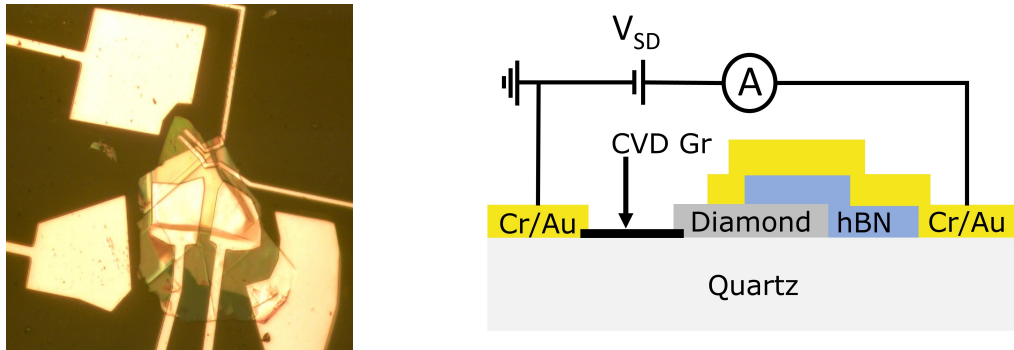 V_SD
A
CVD Gr
Cr/Au
Diamond
hBN
Cr/Au
Quartz